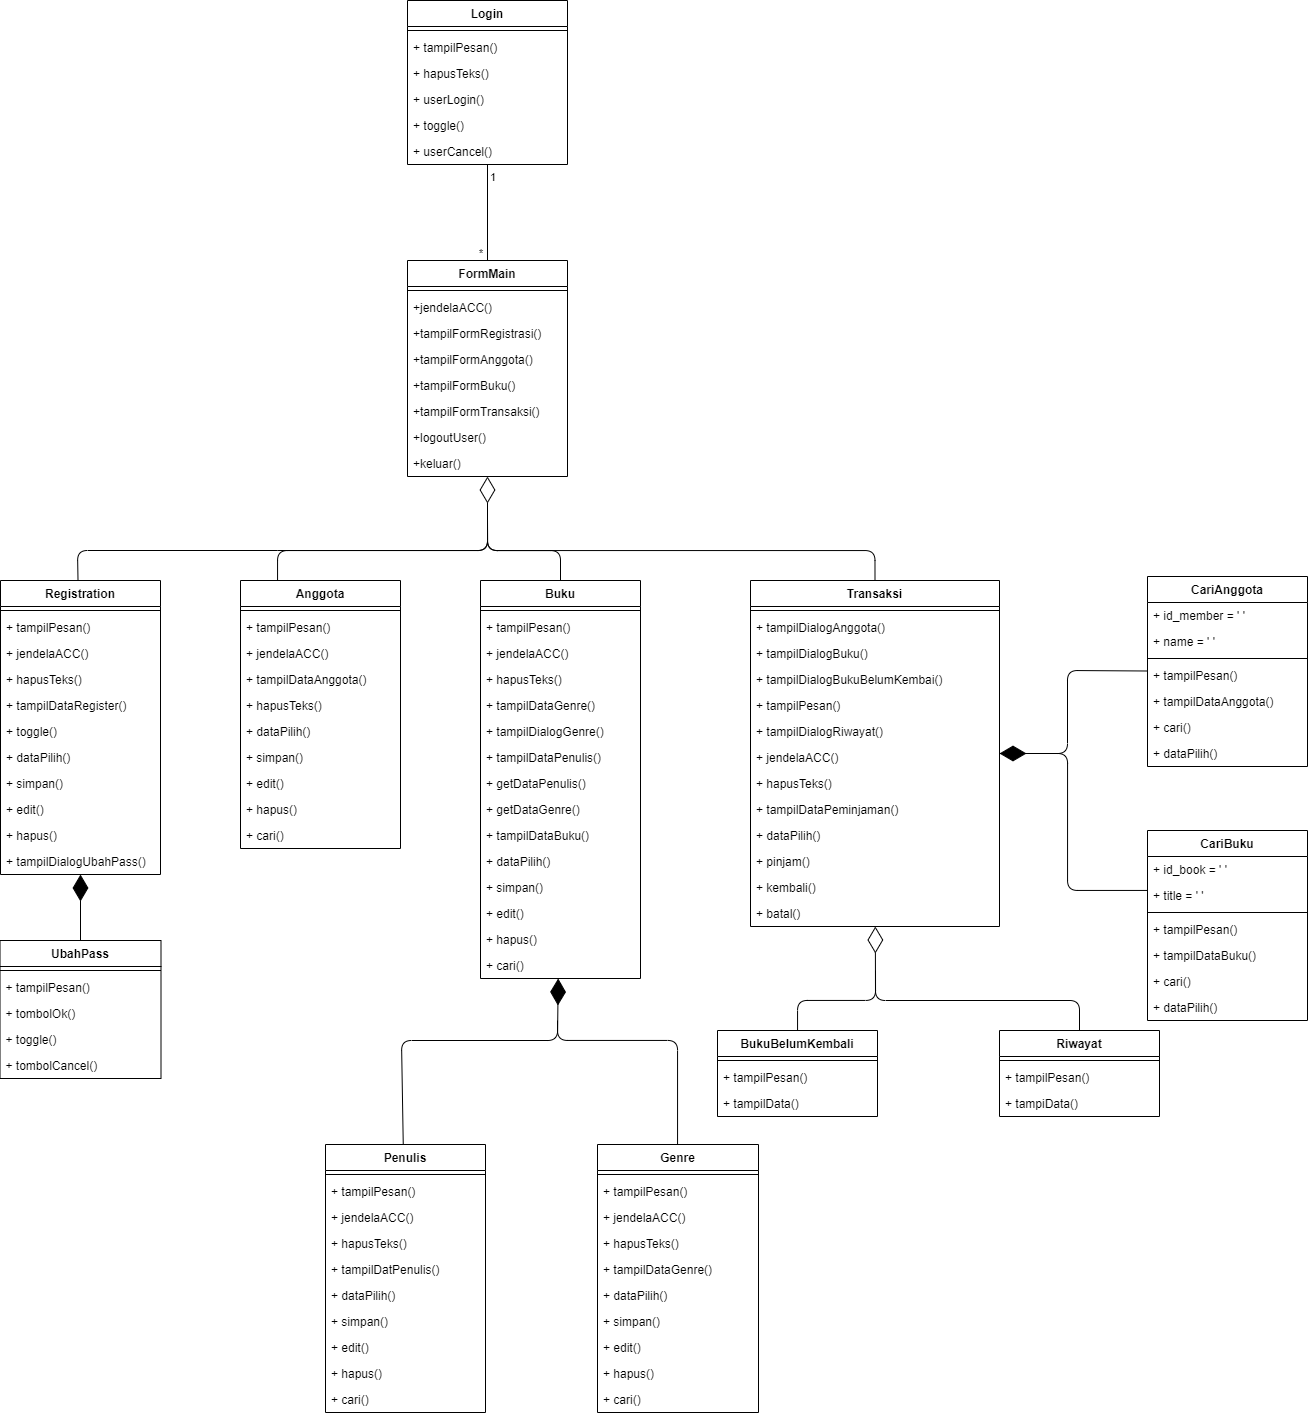 Login
+ tampilPesan()
+ hapusTeks()
+ userLogin()
+ toggle()
+ userCancel()
1
*
FormMain
+jendelaACC()
+tampilFormRegistrasi()
+tampilFormAnggota()
+tampilFormBuku()
+tampilFormTransaksi()
+logoutUser()
+keluar()
Registration
+ tampilPesan()
+ jendelaACC()
+ hapusTeks()
+ tampilDataRegister()
+ toggle()
+ dataPilih()
+ simpan()
+ edit()
+ hapus()
+ tampilDialogUbahPass()
Anggota
+ tampilPesan()
+ jendelaACC()
+ tampilDataAnggota()
+ hapusTeks()
+ dataPilih()
+ simpan()
+ edit()
+ hapus()
+ cari()
Buku
+ tampilPesan()
+ jendelaACC()
+ hapusTeks()
+ tampilDataGenre()
+ tampilDialogGenre()
+ tampilDataPenulis()
+ getDataPenulis()
+ getDataGenre()
+ tampilDataBuku()
+ dataPilih()
+ simpan()
+ edit()
+ hapus()
+ cari()
Transaksi
+ tampilDialogAnggota()
+ tampilDialogBuku()
+ tampilDialogBukuBelumKembai()
+ tampilPesan()
+ tampilDialogRiwayat()
+ jendelaACC()
+ hapusTeks()
+ tampilDataPeminjaman()
+ dataPilih()
+ pinjam()
+ kembali()
+ batal()
CariAnggota
+ id_member = ' '
+ name = ' '
+ tampilPesan()
+ tampilDataAnggota()
+ cari()
+ dataPilih()
CariBuku
+ id_book = ' '
+ title = ' '
+ tampilPesan()
+ tampilDataBuku()
+ cari()
+ dataPilih()
UbahPass
+ tampilPesan()
+ tombolOk()
+ toggle()
+ tombolCancel()
BukuBelumKembali
+ tampilPesan()
+ tampilData()
Riwayat
+ tampilPesan()
+ tampiData()
Penulis
+ tampilPesan()
+ jendelaACC()
+ hapusTeks()
+ tampilDatPenulis()
+ dataPilih()
+ simpan()
+ edit()
+ hapus()
+ cari()
Genre
+ tampilPesan()
+ jendelaACC()
+ hapusTeks()
+ tampilDataGenre()
+ dataPilih()
+ simpan()
+ edit()
+ hapus()
+ cari()